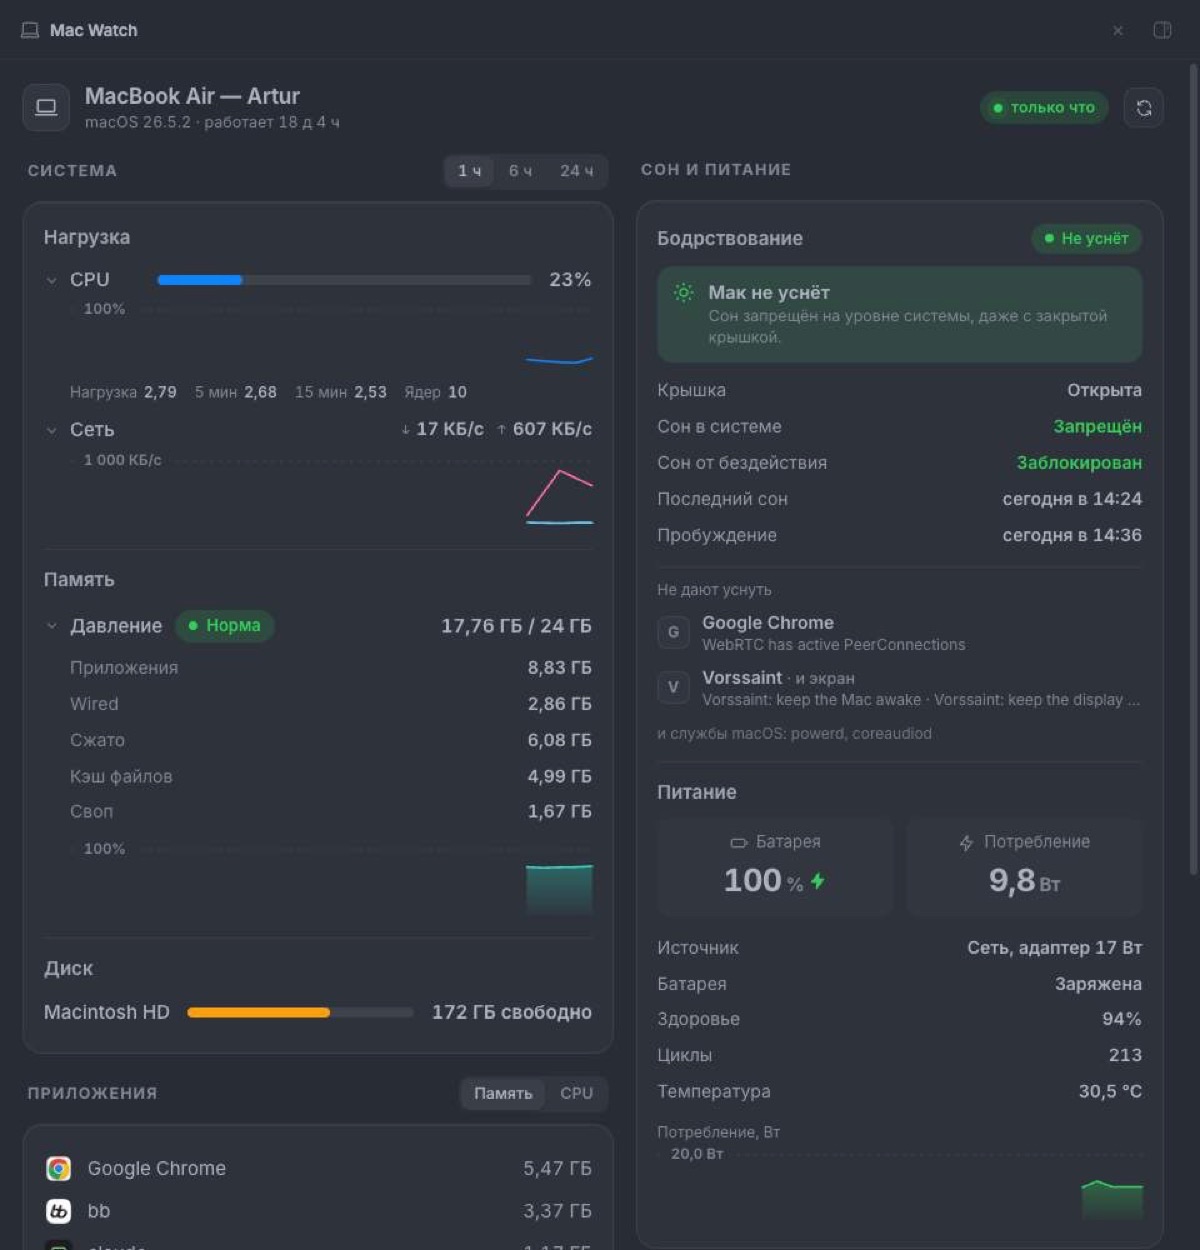 Mac Watch
MacBook Air — Artur
macOS 26.5.2 · работает 18 д 4 ч
только что
СИСТЕМА
1 ч 6 ч 24 ч
Нагрузка
CPU 23%
100%
Нагрузка 2,79 5 мин 2,68 15 мин 2,53 Ядер 10
Сеть ↓ 17 КБ/с ↑ 607 КБ/с
1 000 КБ/с
Память
Давление Норма 17,76 ГБ / 24 ГБ
Приложения 8,83 ГБ
Wired 2,86 ГБ
Сжато 6,08 ГБ
Кэш файлов 4,99 ГБ
Своп 1,67 ГБ
100%
Диск
Macintosh HD 172 ГБ свободно
ПРИЛОЖЕНИЯ
Память CPU
Google Chrome 5,47 ГБ
bb bb 3,37 ГБ
СОН И ПИТАНИЕ
Бодрствование Не уснёт
Мак не уснёт
Сон запрещён на уровне системы, даже с закрытой
крышкой.
Крышка Открыта
Сон в системе Запрещён
Сон от бездействия Заблокирован
Последний сон сегодня в 14:24
Пробуждение сегодня в 14:36
Не дают уснуть
G Google Chrome
WebRTC has active PeerConnections
V Vorssaint · и экран
Vorssaint: keep the Mac awake · Vorssaint: keep the display ...
и службы macOS: powerd, coreaudiod
Питание
Батарея
100 %
Потребление
9,8 Вт
Источник Сеть, адаптер 17 Вт
Батарея Заряжена
Здоровье 94%
Циклы 213
Температура 30,5 °C
Потребление, Вт
20,0 Вт